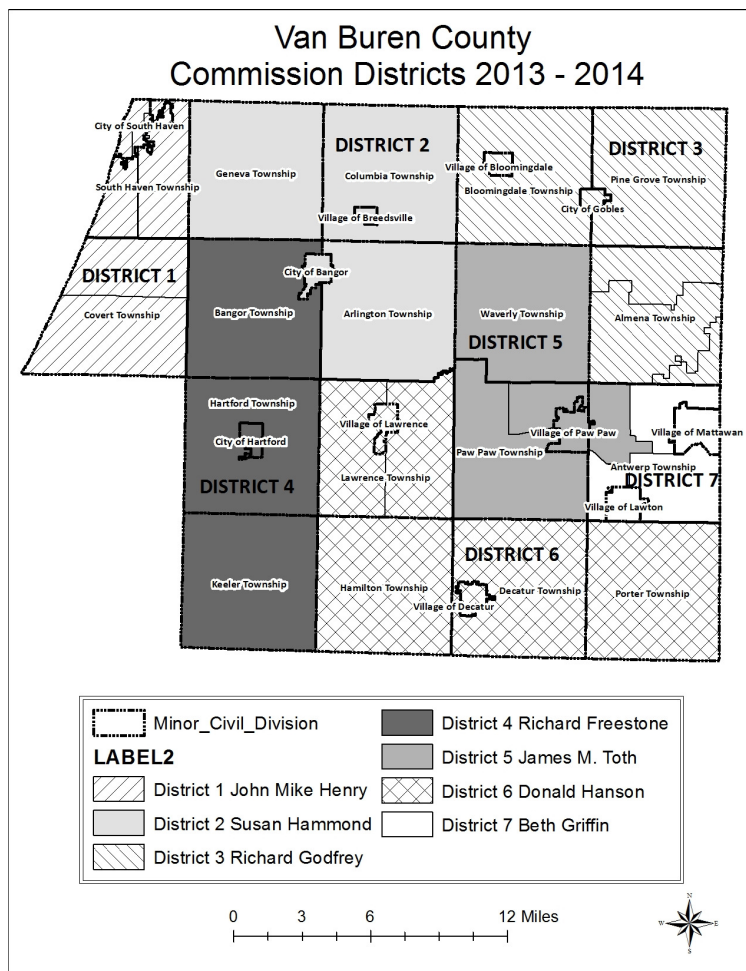 Van Buren County
Commission Districts 2013 - 2014
City of South Haven
South Haven Township
Geneva Township
DISTRICT 2
Columbia Township
Village of Breedsville
Village of Bloomingdale
Bloomingdale Township
DISTRICT 3
Pine Grove Township
City of Gobles
DISTRICT 1
Covert Township
City of Bangor
Bangor Township
Arlington Township
Waverly Township
DISTRICT 5
Almena Township
Hartford Township
City of Hartford
DISTRICT 4
Village of Lawrence
Lawrence Township
Village of Paw Paw
Paw Paw Township
Village of Mattawan
Antwerp Township
DISTRICT 7
Village of Lawton
Keeler Township
Hamilton Township
DISTRICT 6
Decatur Township
Village of Decatur
Porter Township
Minor_Civil_Division
LABEL2
District 1 John Mike Henry
District 2 Susan Hammond
District 3 Richard Godfrey
District 4 Richard Freestone
District 5 James M. Toth
District 6 Donald Hanson
District 7 Beth Griffin
0 3 6 12 Miles
N
W E
S